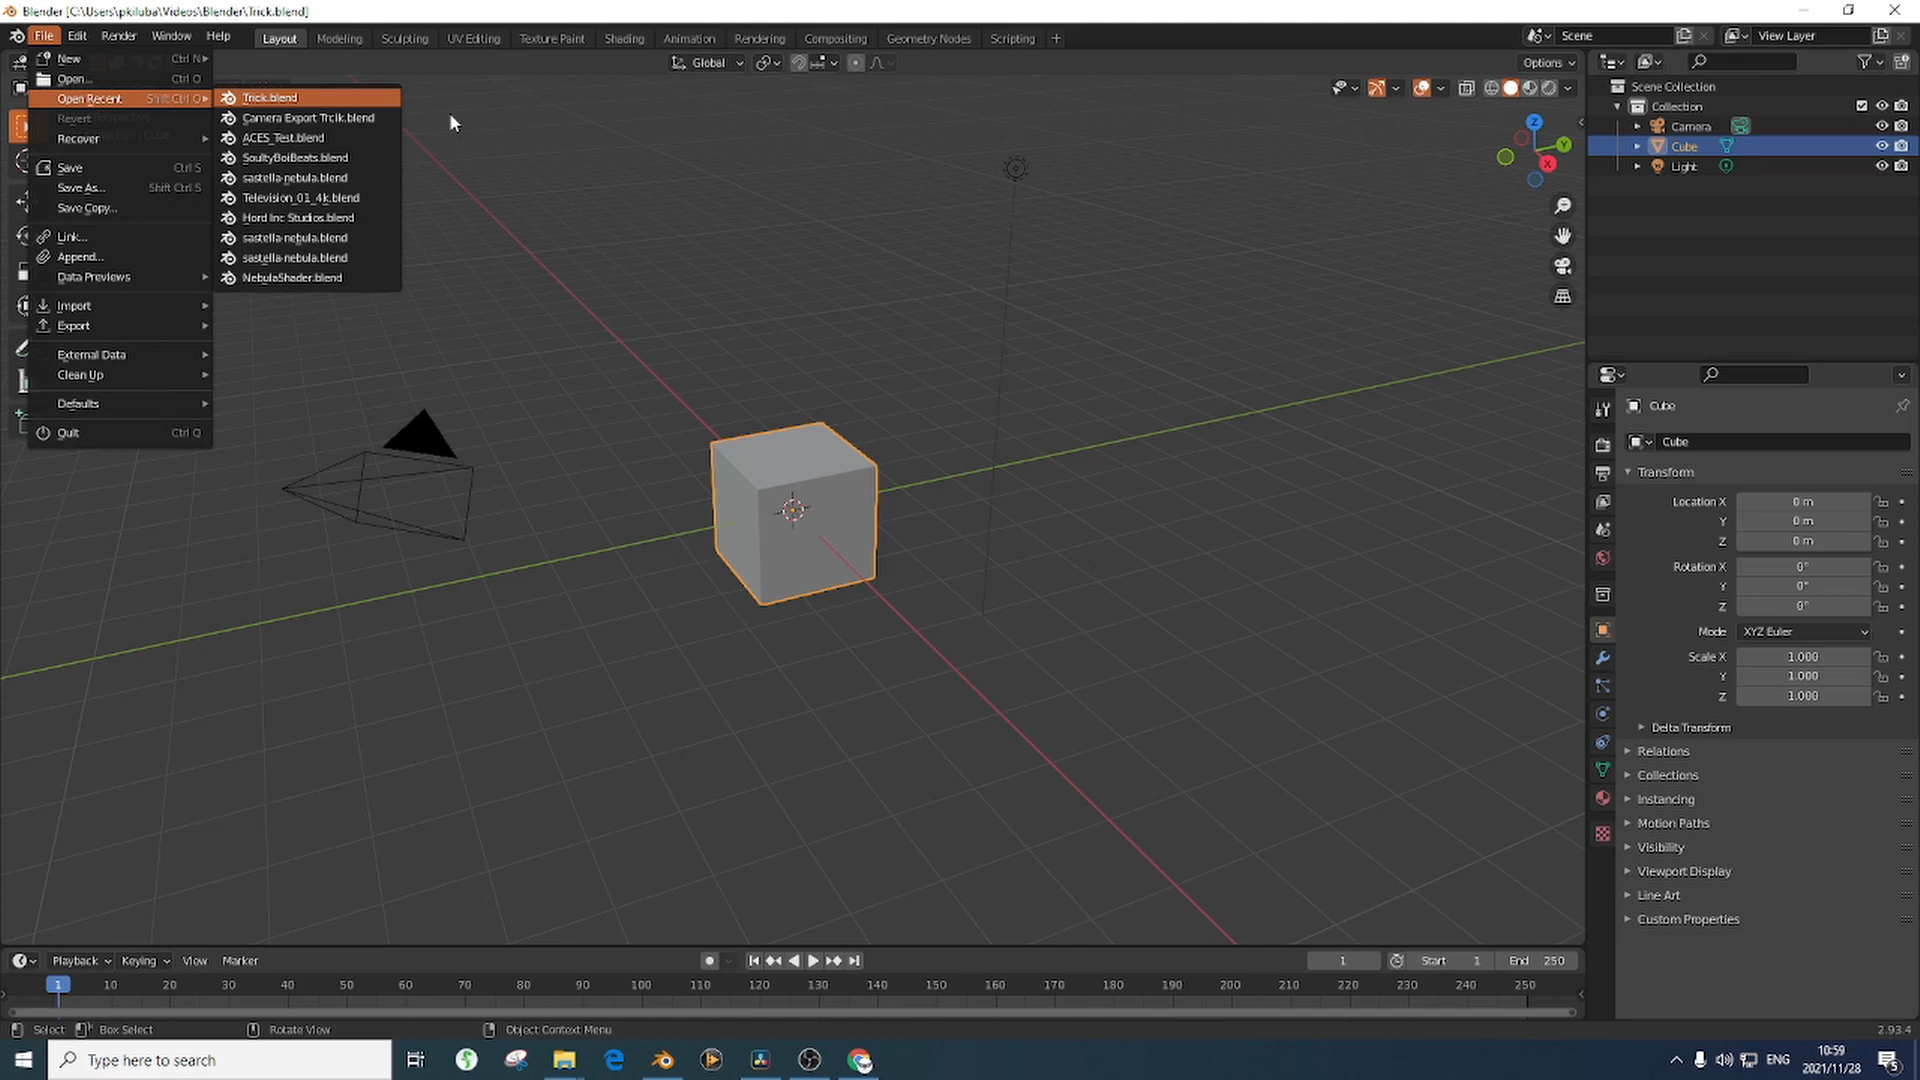 Blender [C:\Users\pkiluba\Videos\Blender\Trick.blend]
File Edit Render Window Help Layout Modeling Sculpting UV Editing Texture Paint Shading Animation Rendering Compositing Geometry Nodes Scripting + Scene View Layer
New Ctrl N
Open... Ctrl O
Open Recent Shift Ctrl O
Revert
Recover
Save Ctrl S
Save As... Shift Ctrl S
Save Copy...
Link...
Append...
Data Previews
Import
Export
External Data
Clean Up
Defaults
Quit Ctrl Q
Trick.blend
Camera Export Trcik.blend
ACES_Test.blend
SoultyBoiBeats.blend
sastella-nebula.blend
Television_01_4k.blend
Hord Inc Studios.blend
sastella-nebula.blend
sastella-nebula.blend
NebulaShader.blend
Global
Options
Z
Y
X
Scene Collection
Collection
Camera
Cube
Light
Cube
Cube
Transform
Location X 0 m
Y 0 m
Z 0 m
Rotation X 0°
Y 0°
Z 0°
Mode XYZ Euler
Scale X 1.000
Y 1.000
Z 1.000
Delta Transform
Relations
Collections
Instancing
Motion Paths
Visibility
Viewport Display
Line Art
Custom Properties
Playback Keying View Marker 1 Start 1 End 250
1 10 20 30 40 50 60 70 80 90 100 110 120 130 140 150 160 170 180 190 200 210 220 230 240 250
Select Box Select Rotate View Object Context Menu 2.93.4
Type here to search
ENG
10:59
2021/11/28
5